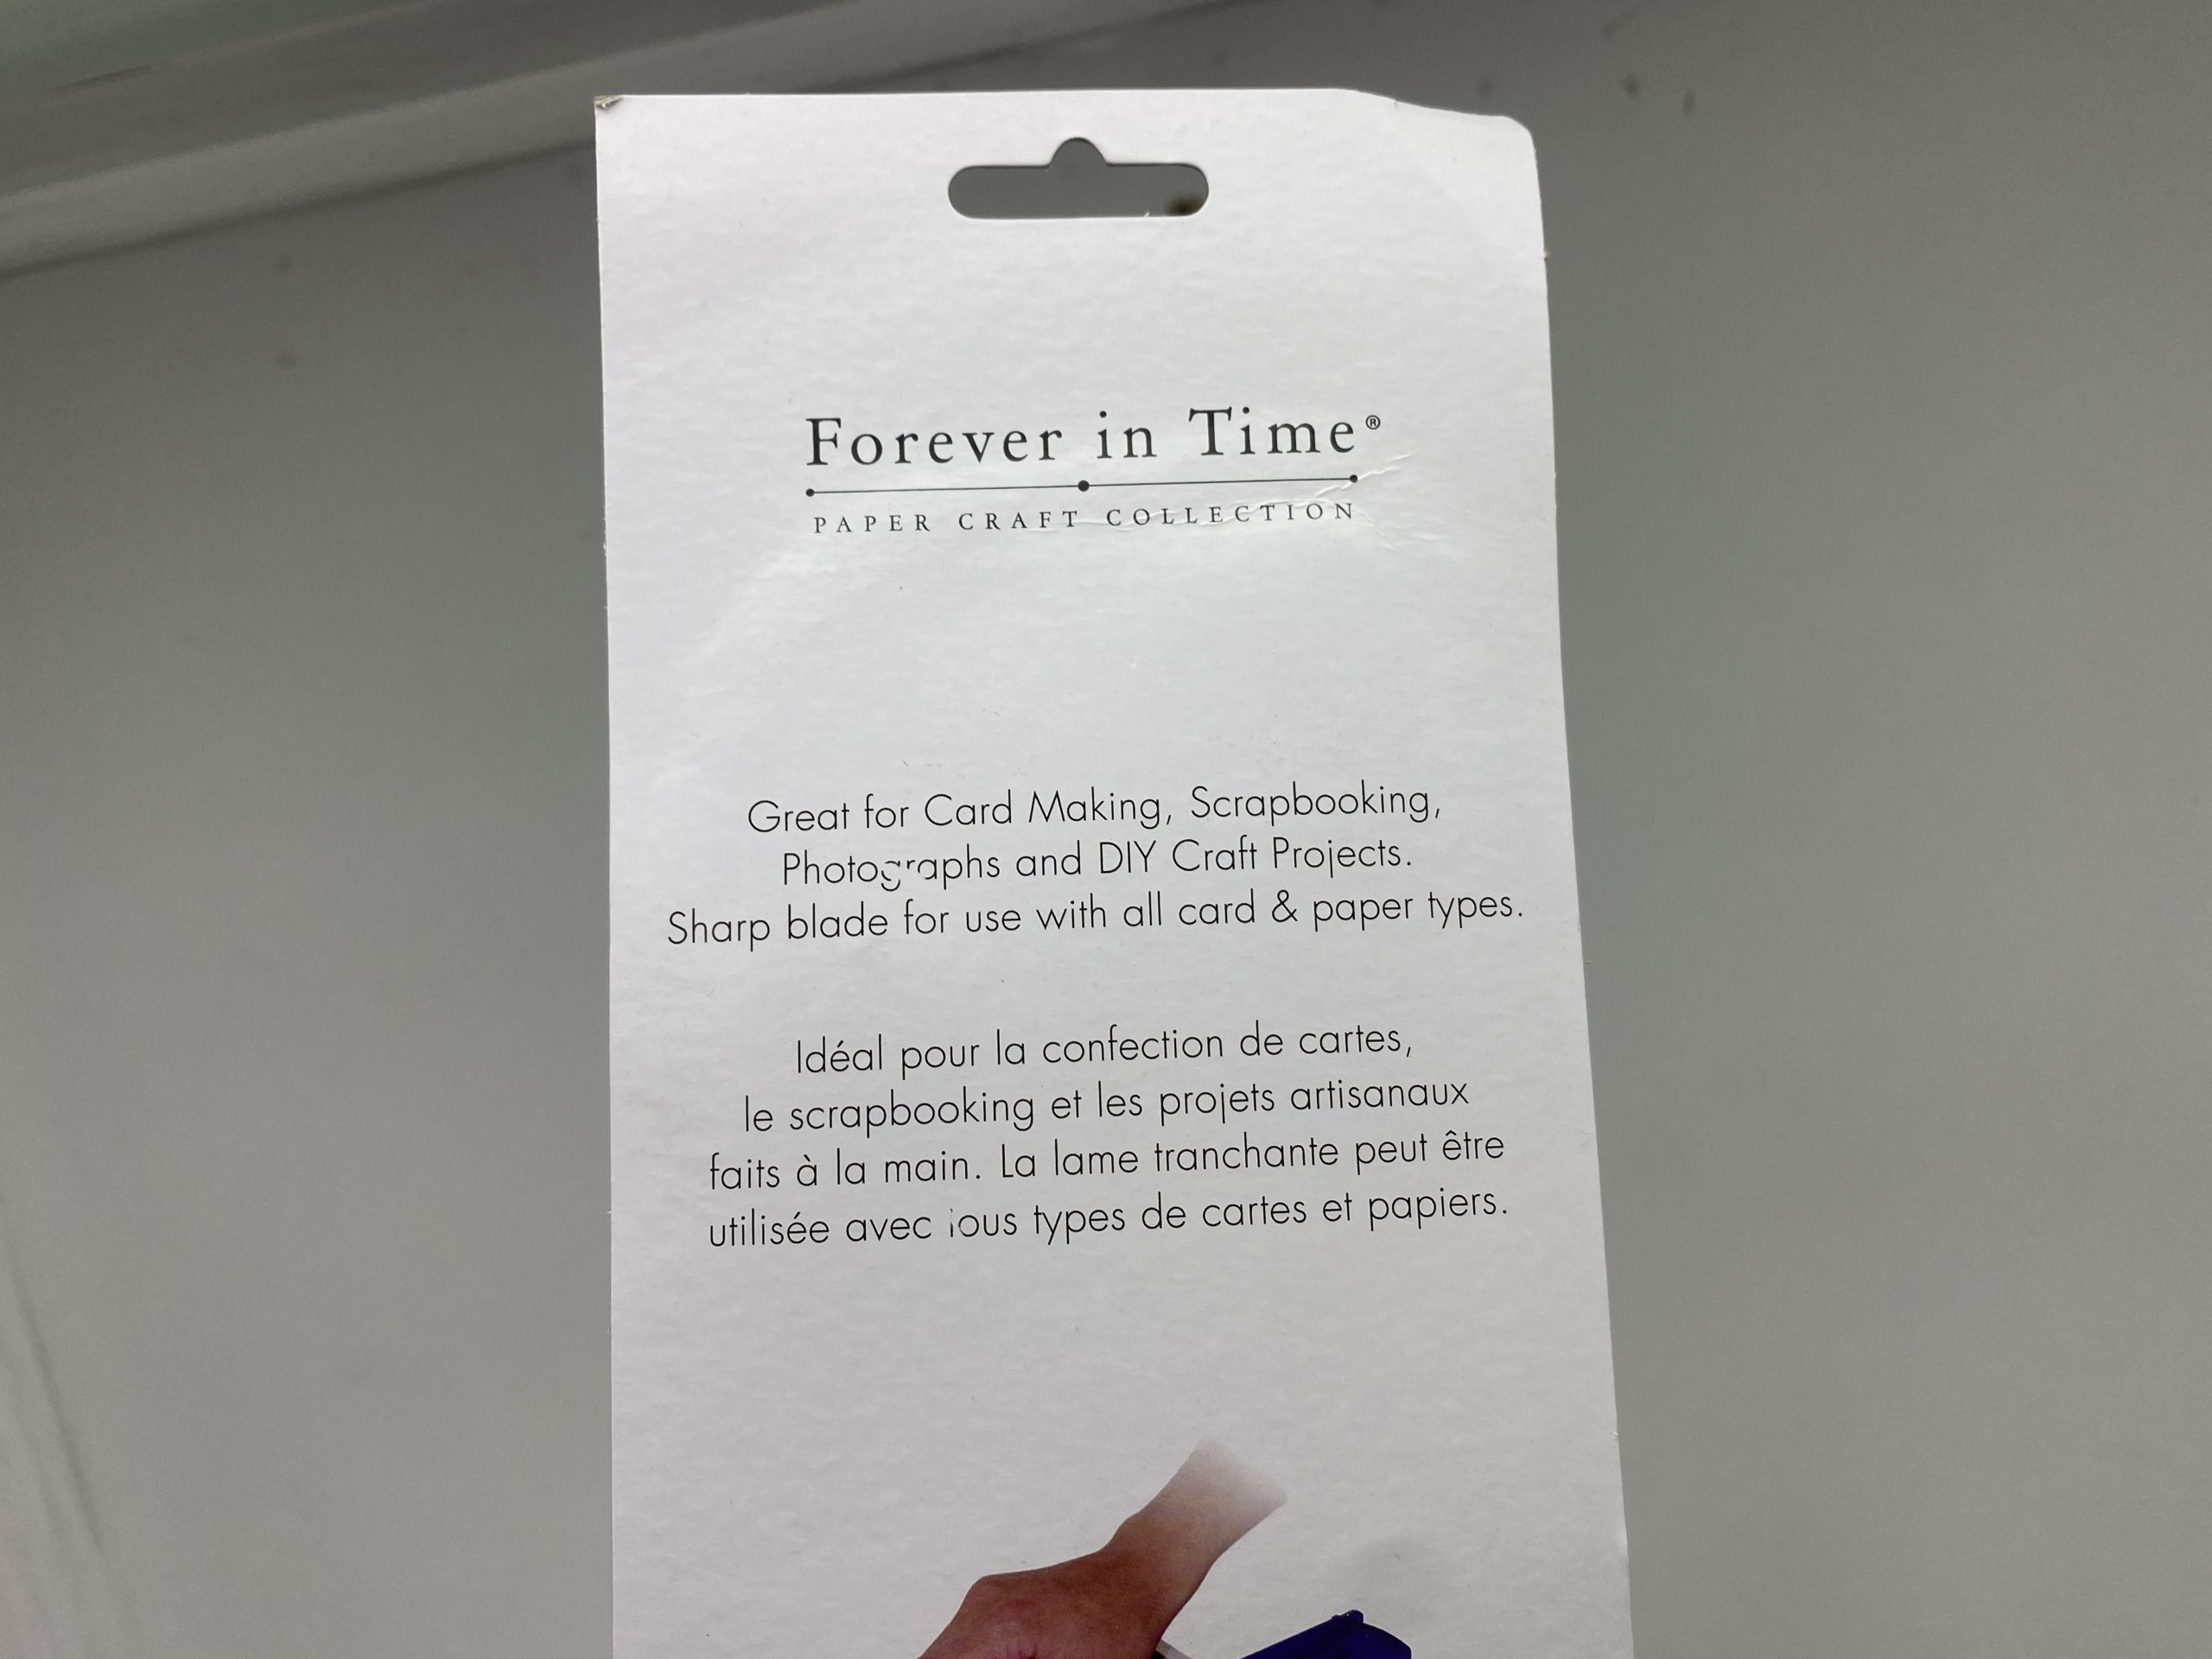 Forever in Time®
PAPER CRAFT COLLECTION
Great for Card Making, Scrapbooking,
Photographs and DIY Craft Projects.
Sharp blade for use with all card & paper types.
Idéal pour la confection de cartes,
le scrapbooking et les projets artisanaux
faits à la main. La lame tranchante peut être
utilisée avec tous types de cartes et papiers.